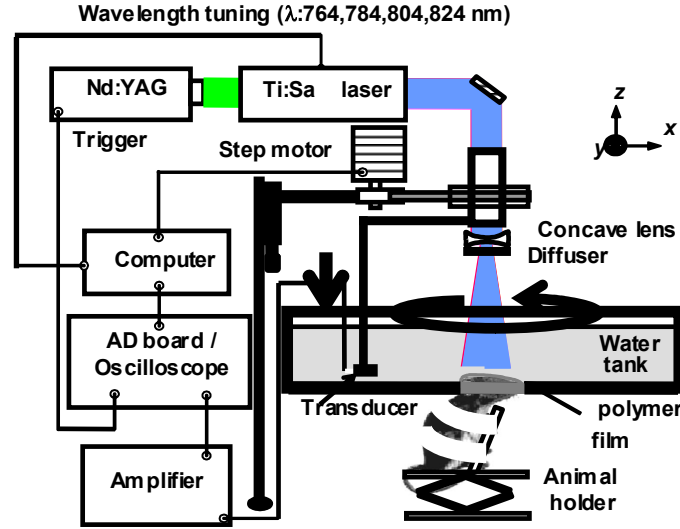 Wavelength tuning (λ:764,784,804,824 nm)
Nd:YAG
Ti:Sa laser
Trigger
Step motor
z
y
x
Concave lens
Diffuser
Computer
AD board /
Oscilloscope
Water
tank
Transducer
polymer
film
Amplifier
Animal
holder